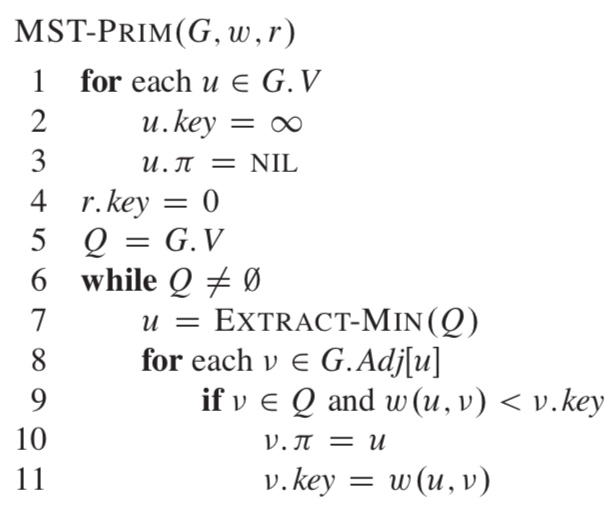 MST-PRIM(G, w, r)
1 for each u ∈ G.V
2 u.key = ∞
3 u.π = NIL
4 r.key = 0
5 Q = G.V
6 while Q ≠ ∅
7 u = EXTRACT-MIN(Q)
8 for each v ∈ G.Adj[u]
9 if v ∈ Q and w(u, v) < v.key
10 v.π = u
11 v.key = w(u, v)